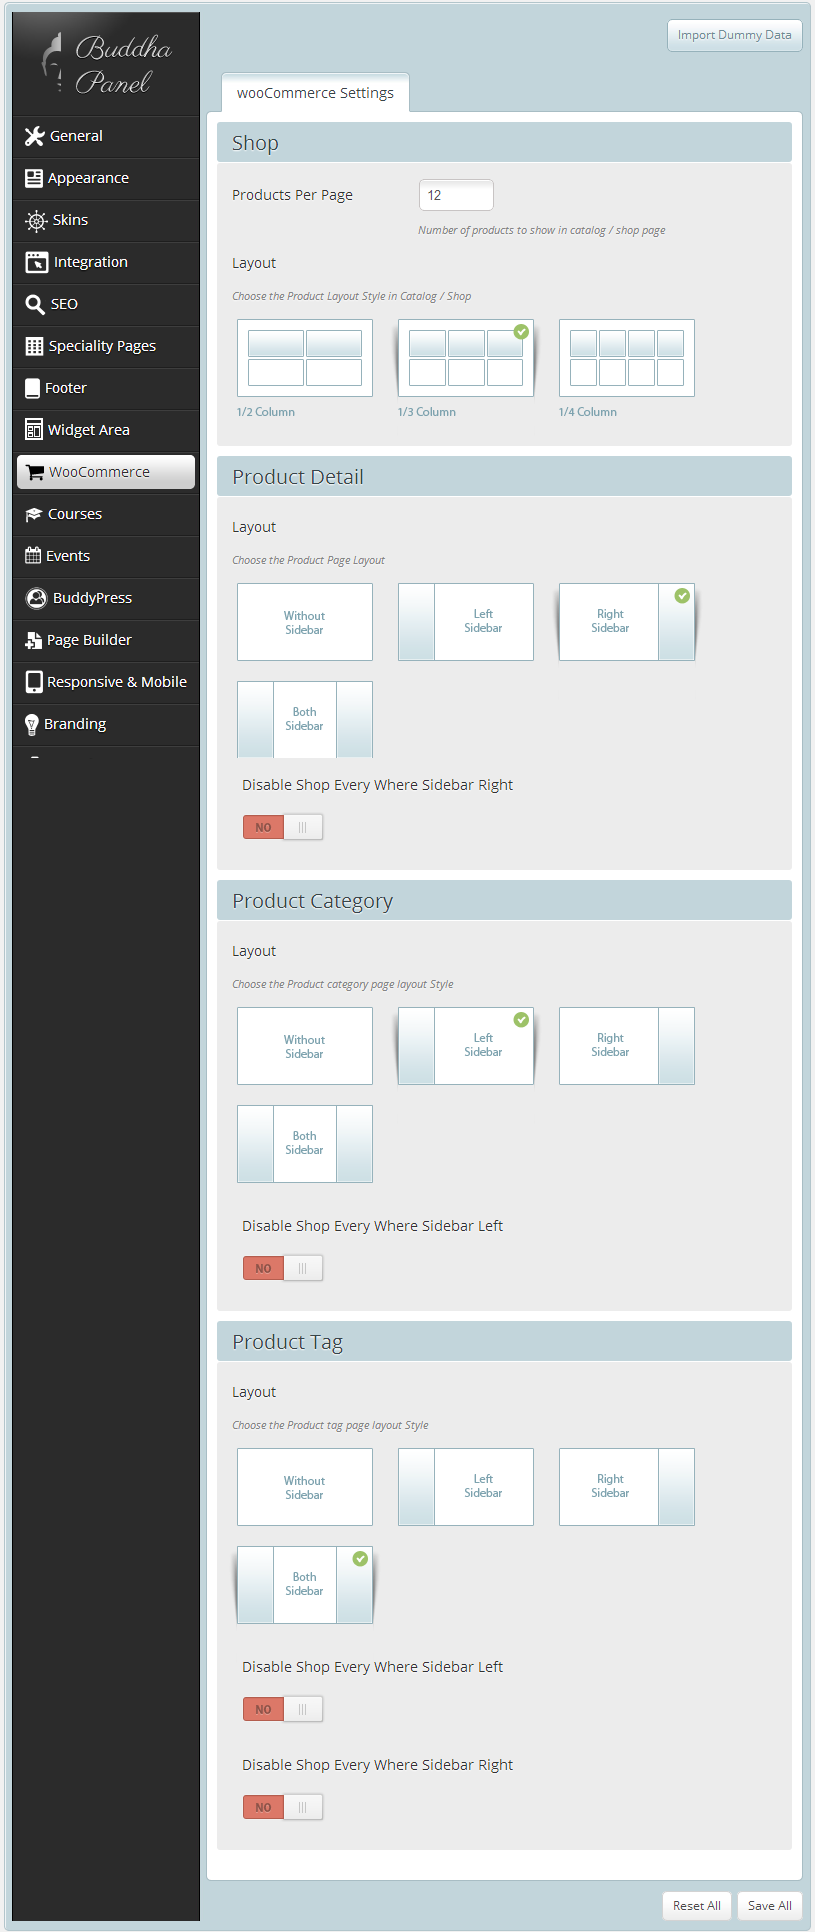 Buddha
Panel
Import Dummy Data
General
Appearance
Skins
Integration
SEO
Speciality Pages
Footer
Widget Area
WooCommerce
Courses
Events
BuddyPress
Page Builder
Responsive & Mobile
Branding
wooCommerce Settings
Shop
Products Per Page
12
Number of products to show in catalog / shop page
Layout
Choose the Product Layout Style in Catalog / Shop
1/2 Column
1/3 Column
1/4 Column
Product Detail
Layout
Choose the Product Page Layout
Without
Sidebar
Left
Sidebar
Right
Sidebar
Both
Sidebar
Disable Shop Every Where Sidebar Right
NO
Product Category
Layout
Choose the Product category page layout Style
Without
Sidebar
Left
Sidebar
Right
Sidebar
Both
Sidebar
Disable Shop Every Where Sidebar Left
NO
Product Tag
Layout
Choose the Product tag page layout Style
Without
Sidebar
Left
Sidebar
Right
Sidebar
Both
Sidebar
Disable Shop Every Where Sidebar Left
NO
Disable Shop Every Where Sidebar Right
NO
Reset All
Save All